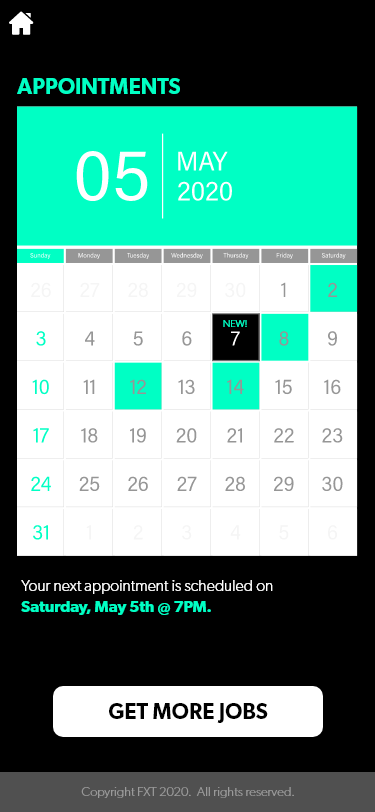 APPOINTMENTS
05
MAY
2020
Sunday Monday Tuesday Wednesday Thursday Friday Saturday
26 27 28 29 30 1 2
NEW!
3 4 5 6 7 8 9
10 11 12 13 14 15 16
17 18 19 20 21 22 23
24 25 26 27 28 29 30
31 1 2 3 4 5 6
Your next appointment is scheduled on
Saturday, May 5th @ 7PM.
GET MORE JOBS
Copyright FXT 2020.  All rights reserved.